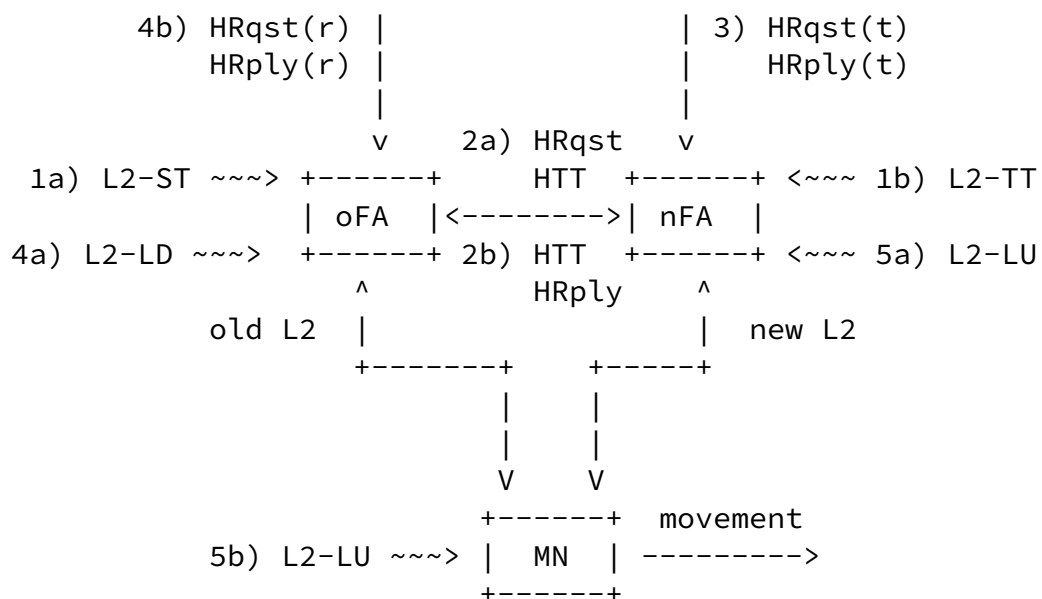 4b) HRqst(r) | | 3) HRqst(t)
HRply(r) | | HRply(t)
| |
v 2a) HRqst v
1a) L2-ST ~~~> +------+ HTT +------+ <~~~ 1b) L2-TT
| oFA |<-------->| nFA |
4a) L2-LD ~~~> +------+ 2b) HTT +------+ <~~~ 5a) L2-LU
^ HRply ^
old L2 | | new L2
+-------+ +-----+
| |
| |
V V
+------+ movement
5b) L2-LU ~~~> | MN | --------->
+------+